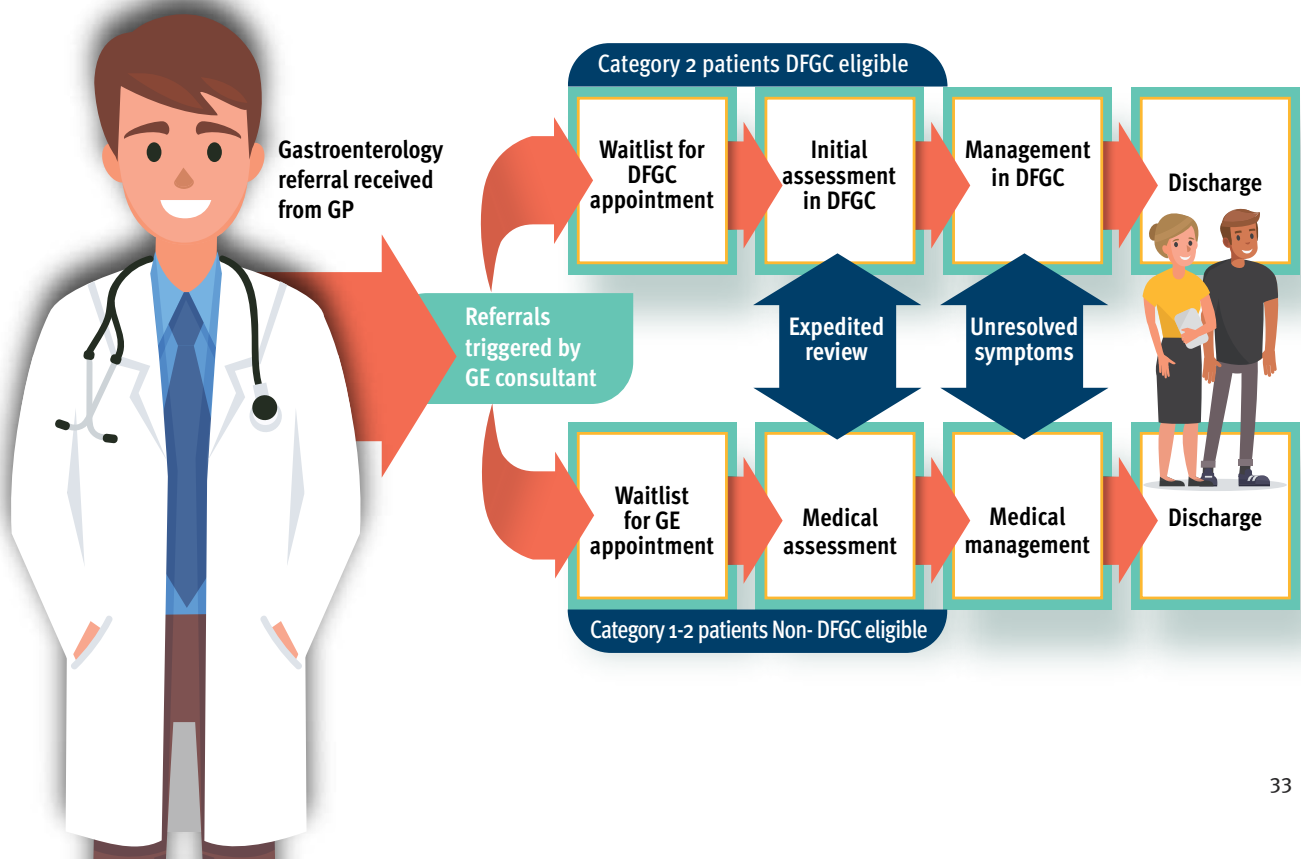 Gastroenterology
referral received
from GP
Referrals
triggered by
GE consultant
Category 2 patients DFGC eligible
Waitlist for
DFGC
appointment
Initial
assessment
in DFGC
Management
in DFGC
Discharge
Expedited
review
Unresolved
symptoms
Waitlist
for GE
appointment
Medical
assessment
Medical
management
Discharge
Category 1-2 patients Non- DFGC eligible
33